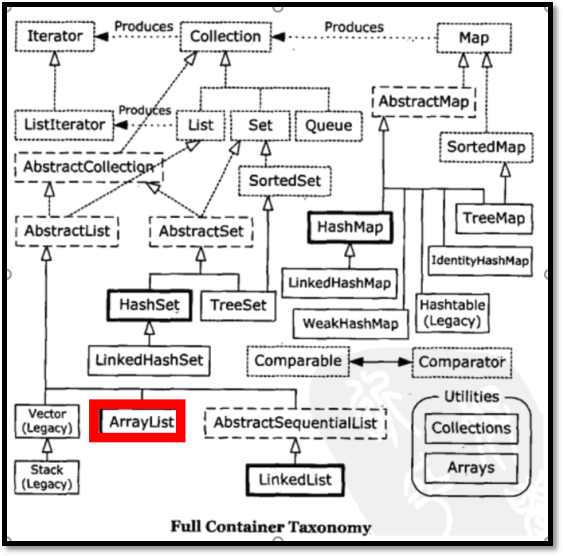 Iterator
Produces
Collection
Produces
Map
AbstractMap
ListIterator
Produces
List
Set
Queue
SortedMap
AbstractCollection
SortedSet
AbstractList
AbstractSet
HashMap
TreeMap
IdentityHashMap
LinkedHashMap
HashSet
TreeSet
Hashtable
(Legacy)
WeakHashMap
LinkedHashSet
Comparable
Comparator
Utilities
Vector
(Legacy)
ArrayList
AbstractSequentialList
Collections
Stack
(Legacy)
LinkedList
Arrays
Full Container Taxonomy